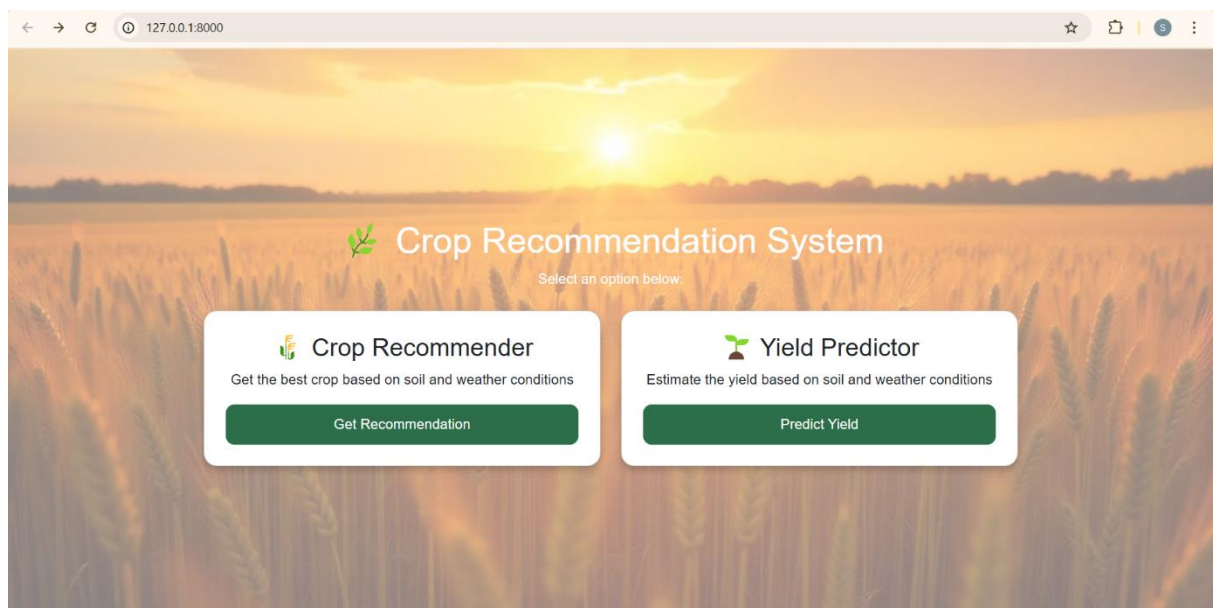 127.0.0.1:8000
S
Crop Recommendation System
Select an option below:
Crop Recommender
Get the best crop based on soil and weather conditions
Get Recommendation
Yield Predictor
Estimate the yield based on soil and weather conditions
Predict Yield